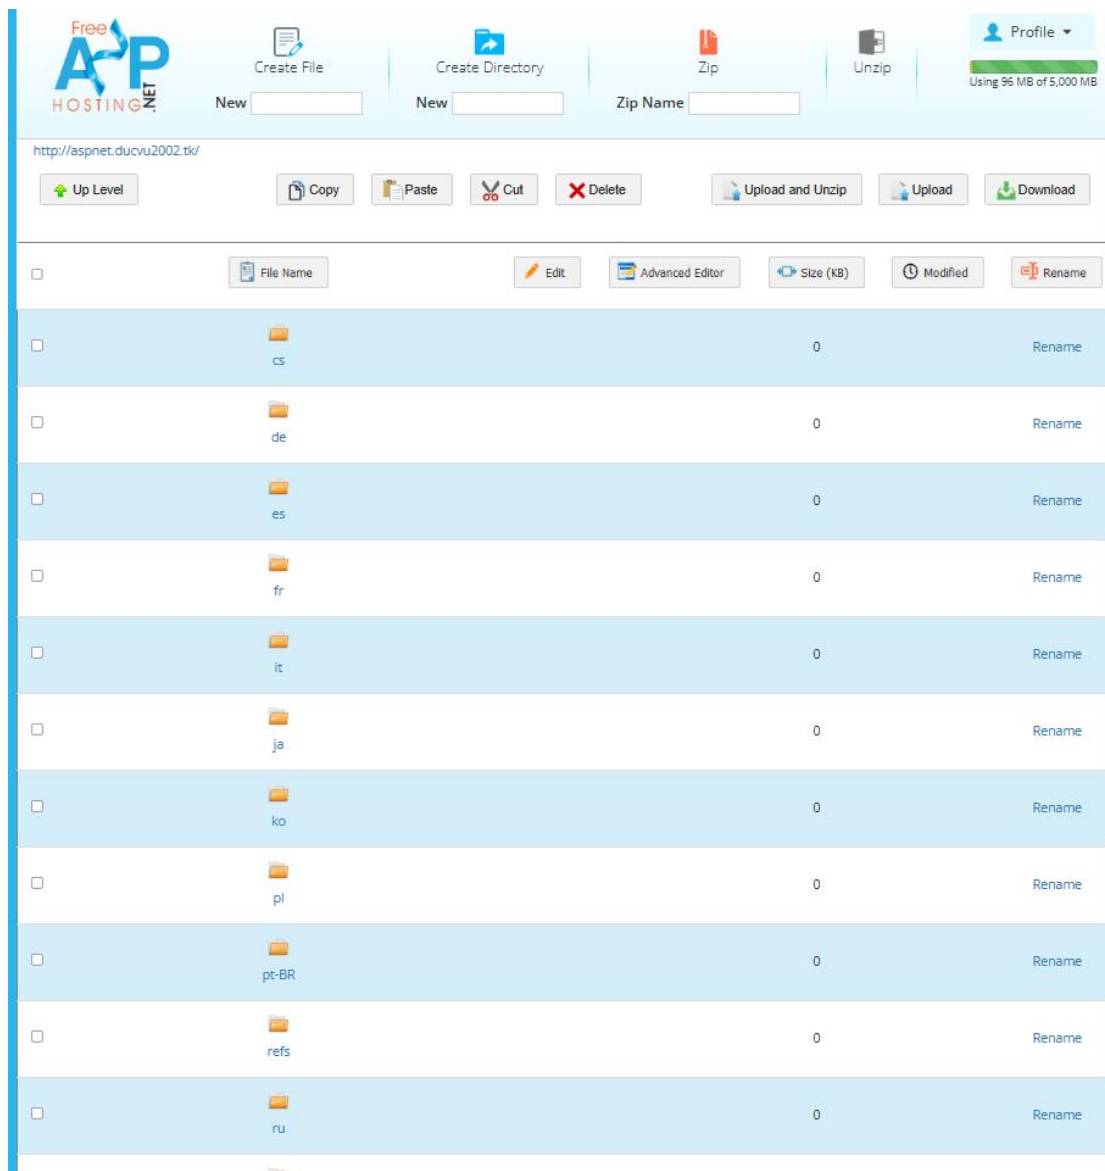 Free
ASP
HOSTING
.NET
Create File
Create Directory
Zip
Unzip
Profile
New
New
Zip Name
Using 96 MB of 5,000 MB
http://aspnet.ducvu2002.tk/
Up Level
Copy
Paste
Cut
Delete
Upload and Unzip
Upload
Download
File Name
Edit
Advanced Editor
Size (KB)
Modified
Rename
cs
0
Rename
de
0
Rename
es
0
Rename
fr
0
Rename
it
0
Rename
ja
0
Rename
ko
0
Rename
pl
0
Rename
pt-BR
0
Rename
refs
0
Rename
ru
0
Rename